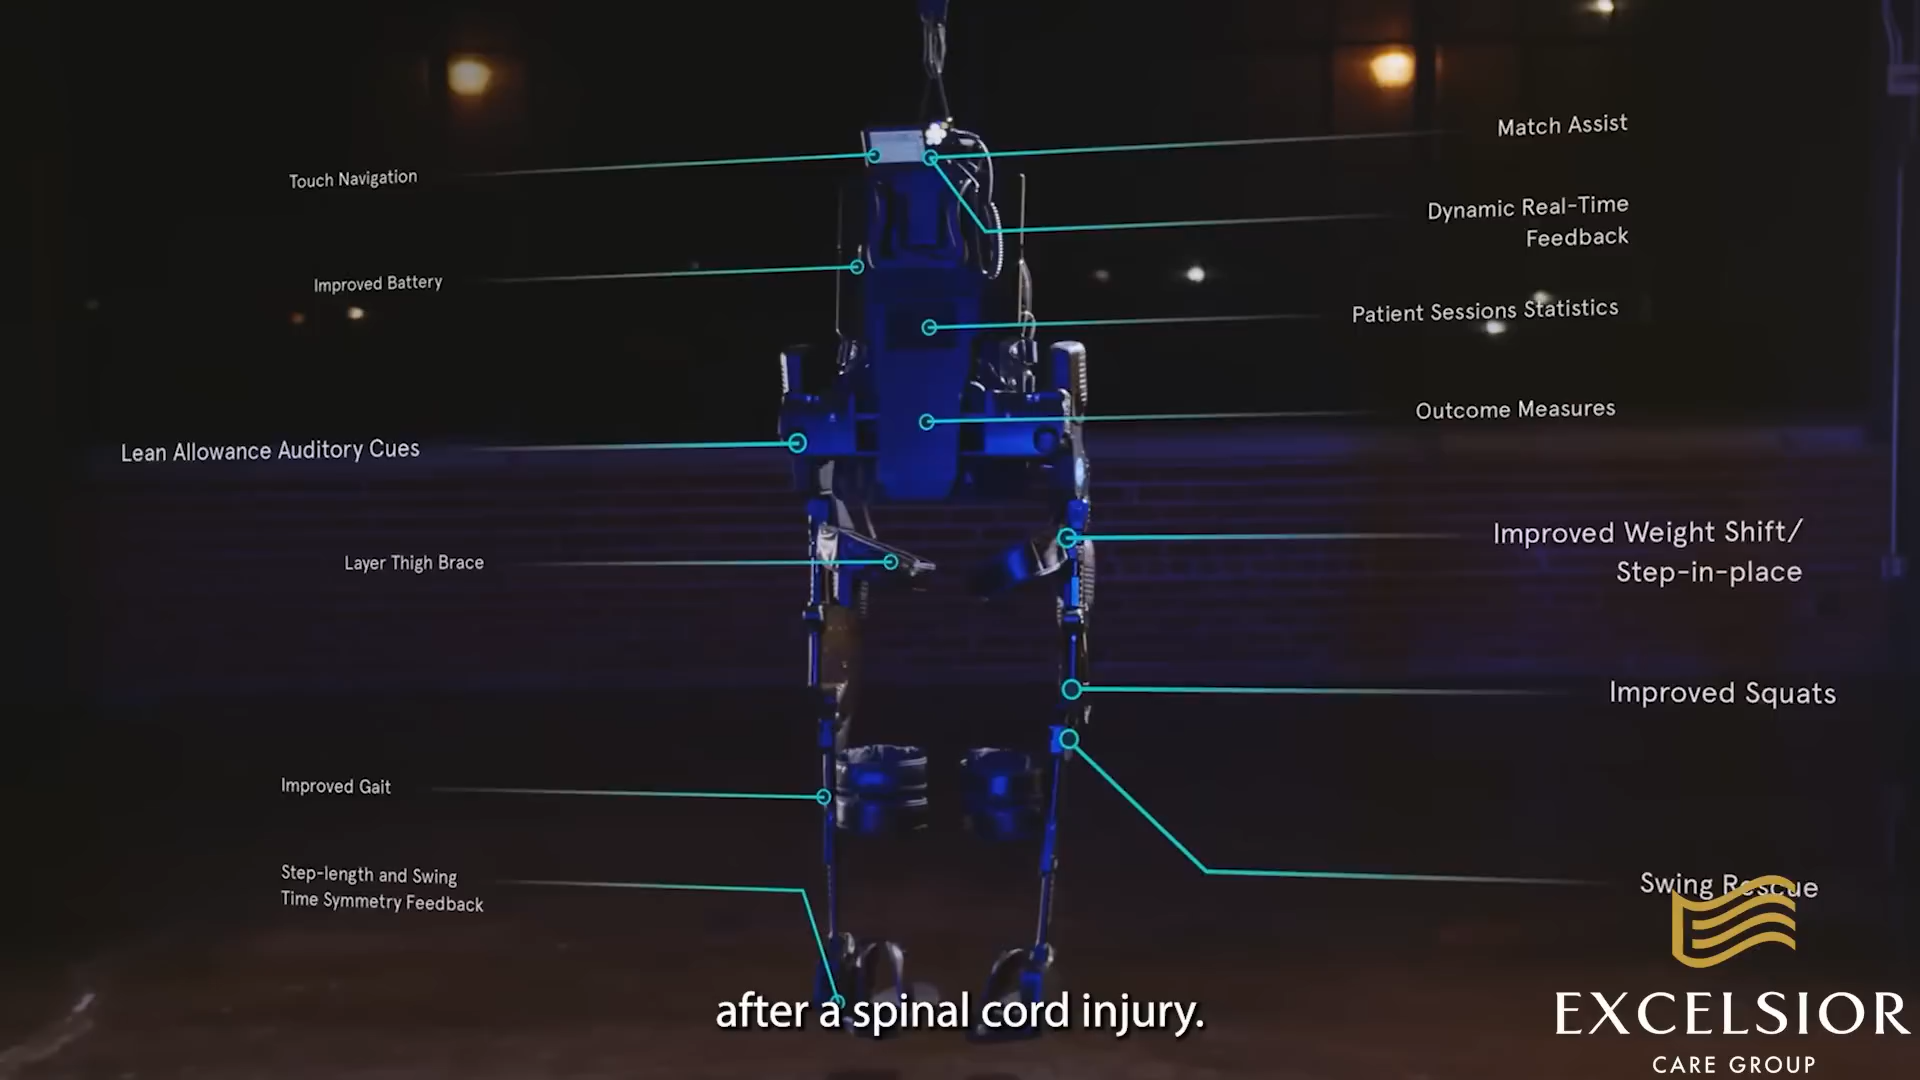 Touch Navigation
Improved Battery
Lean Allowance Auditory Cues
Layer Thigh Brace
Improved Gait
Step-length and Swing
Time Symmetry Feedback
Match Assist
Dynamic Real-Time
Feedback
Patient Sessions Statistics
Outcome Measures
Improved Weight Shift/
Step-in-place
Improved Squats
Swing Rescue
after a spinal cord injury.
EXCELSIOR
CARE GROUP